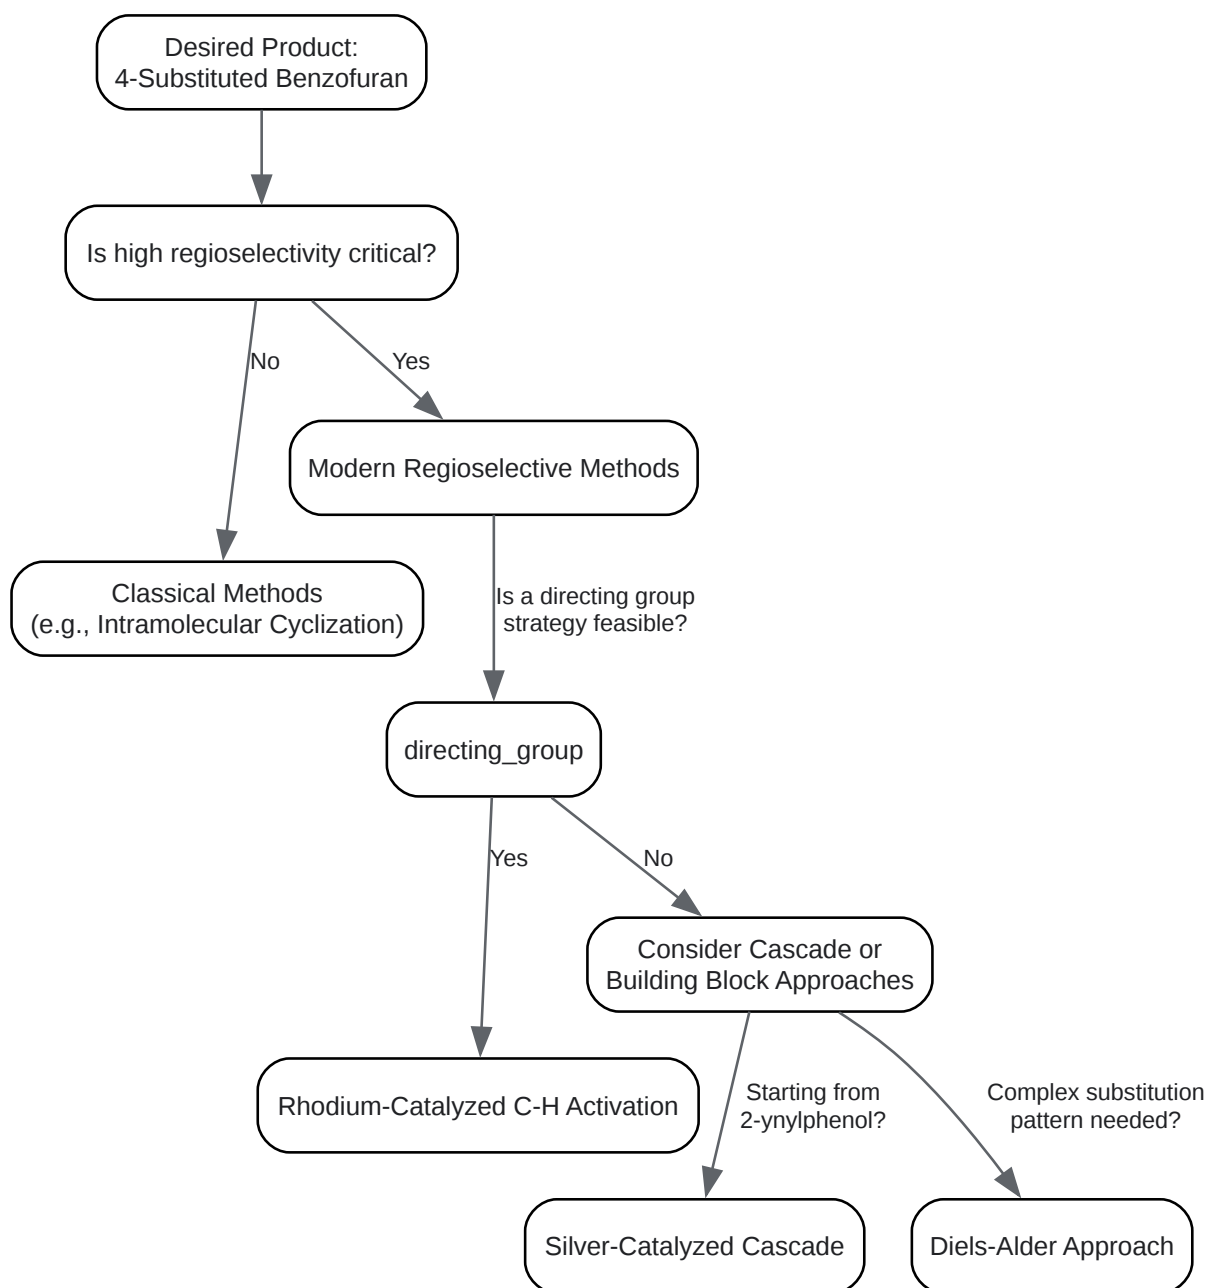 Desired Product:
4-Substituted Benzofuran
Is high regioselectivity critical?
No
Yes
Modern Regioselective Methods
Classical Methods
(e.g., Intramolecular Cyclization)
Is a directing group
strategy feasible?
directing_group
Yes
No
Consider Cascade or
Building Block Approaches
Rhodium-Catalyzed C-H Activation
Starting from
2-ynylphenol?
Complex substitution
pattern needed?
Silver-Catalyzed Cascade
Diels-Alder Approach